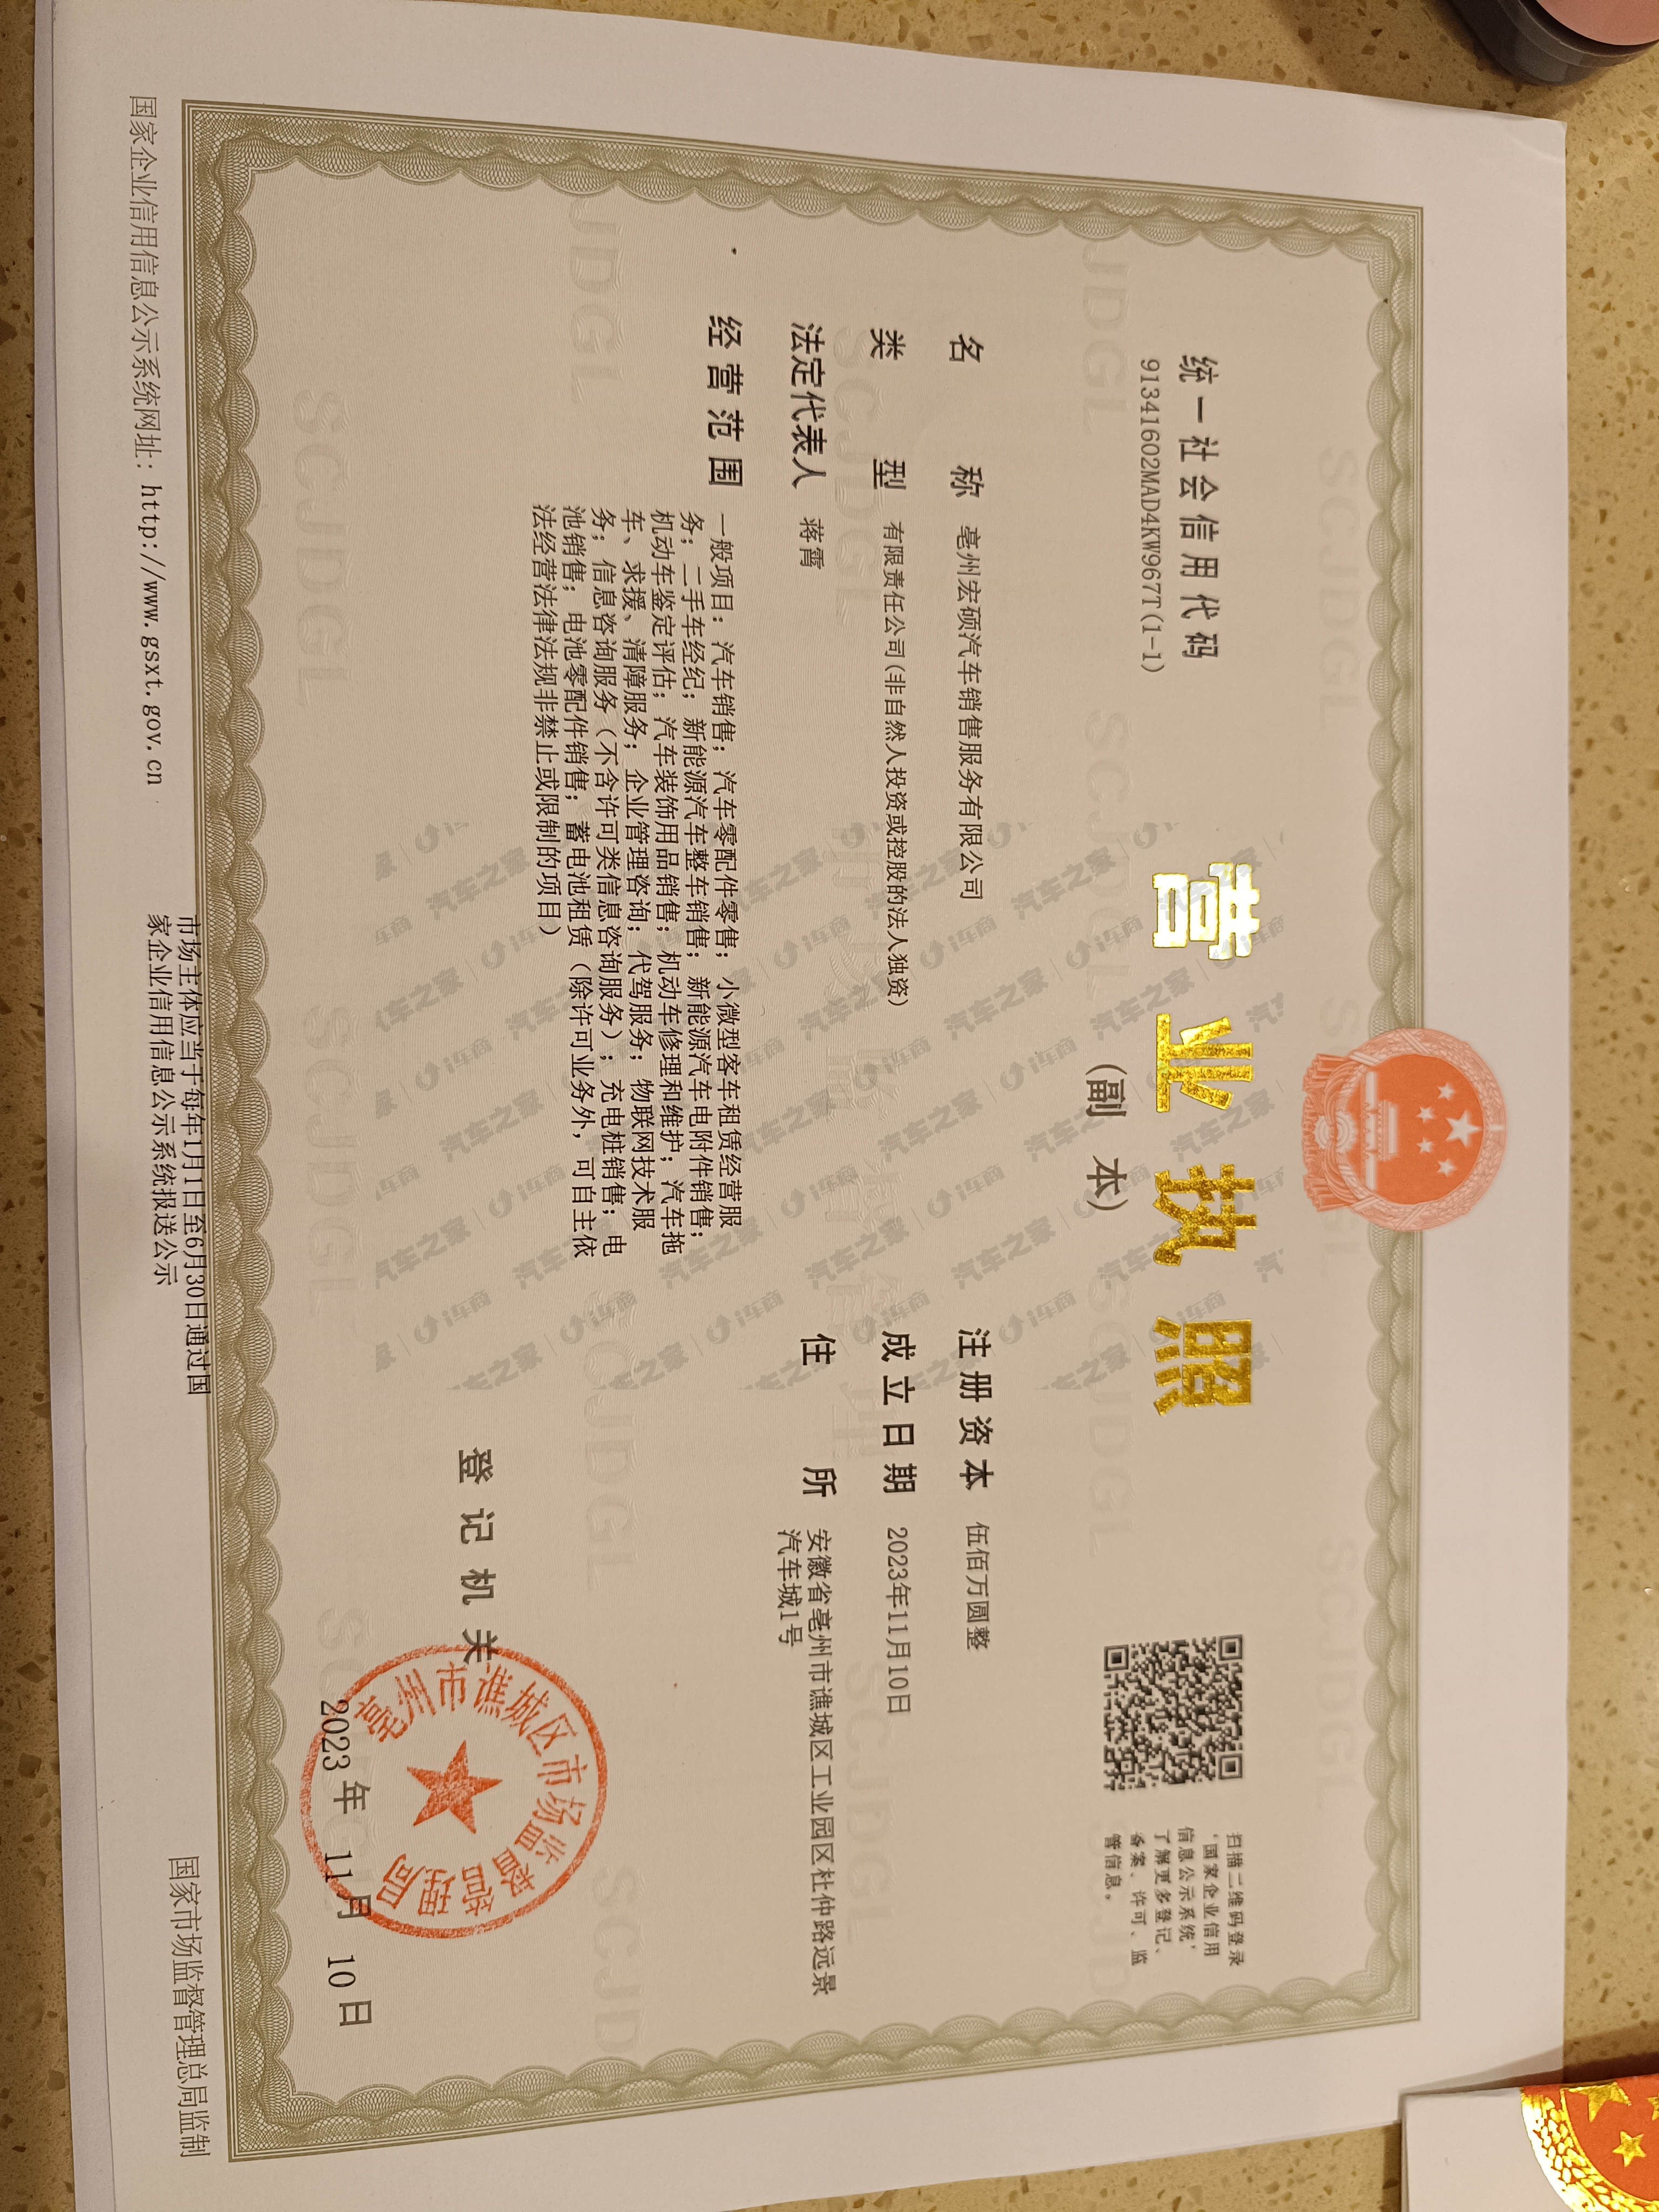 营业执照
(副 本)
统一社会信用代码
91341602MAD4KW967T(1-1)
扫描二维码登录
‘国家企业信用
信息公示系统’
了解更多登记、
备案、许可、监
管信息。
名 称 亳州宏硕汽车销售服务有限公司
类 型 有限责任公司(非自然人投资或控股的法人独资)
法定代表人 蒋霄
经营范围 一般项目：汽车销售；汽车零配件零售；小微型客车租赁经营服
务；二手车经纪；新能源汽车整车销售；新能源汽车电附件销售；
机动车鉴定评估；汽车装饰用品销售；机动车修理和维护；汽车拖
车、求援、清障服务；企业管理咨询；代驾服务；物联网技术服
务；信息咨询服务（不含许可类信息咨询服务）；充电桩销售；电
池销售；电池零配件销售；蓄电池租赁（除许可业务外，可自主依
法经营法律法规非禁止或限制的项目）
注册资本 伍佰万圆整
成立日期 2023年11月10日
住 所 安徽省亳州市谯城区工业园区杜仲路远景
汽车城1号
登记机关
亳州市谯城区市场监督管理局
2023 年 11 月 10 日
国家企业信用信息公示系统网址：http://www.gsxt.gov.cn
市场主体应当于每年1月1日至6月30日通过国
家企业信用信息公示系统报送公示
国家市场监督管理总局监制
SCJDGL
汽车之家 i车商